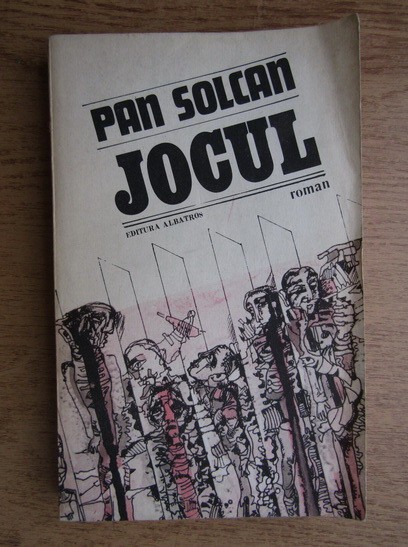 PAN SOLCAN
JOCUL
roman
EDITURA ALBATROS